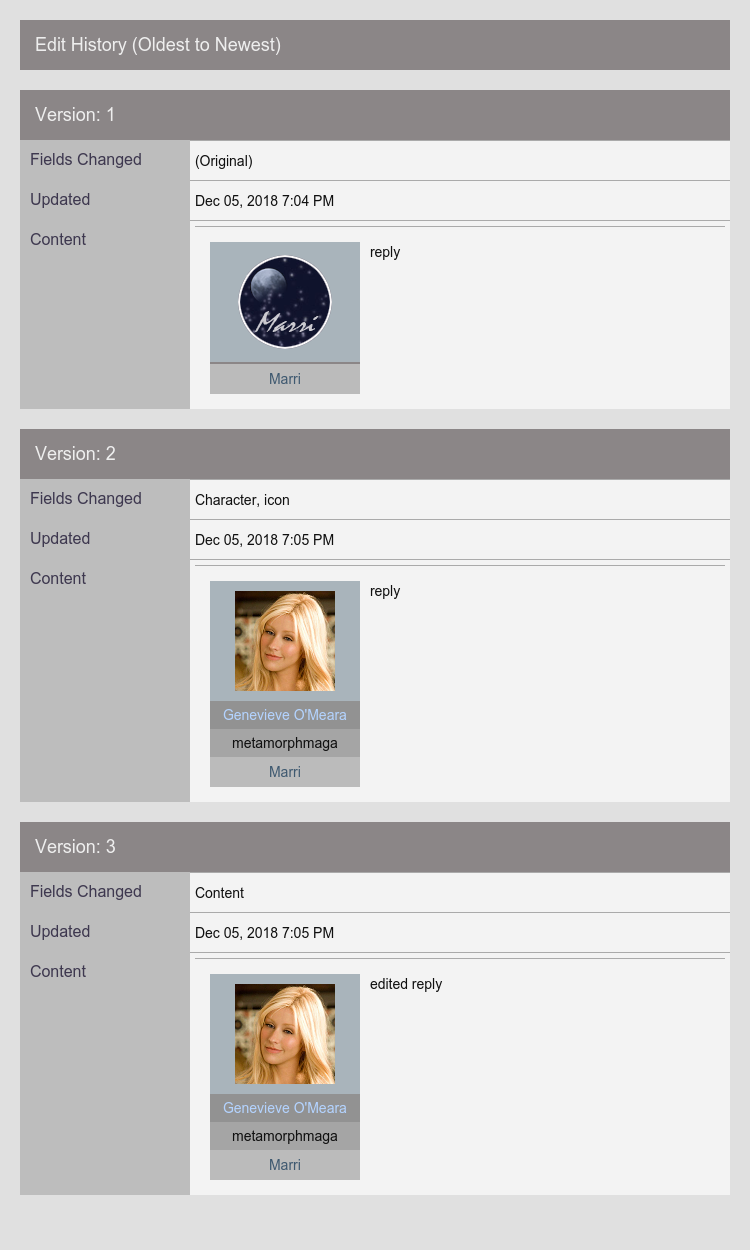 Edit History (Oldest to Newest)
Version: 1
Fields Changed (Original)
Updated Dec 05, 2018 7:04 PM
Content
reply
Marri
Marri
Version: 2
Fields Changed Character, icon
Updated Dec 05, 2018 7:05 PM
Content
reply
Genevieve O'Meara
metamorphmaga
Marri
Version: 3
Fields Changed Content
Updated Dec 05, 2018 7:05 PM
Content
edited reply
Genevieve O'Meara
metamorphmaga
Marri